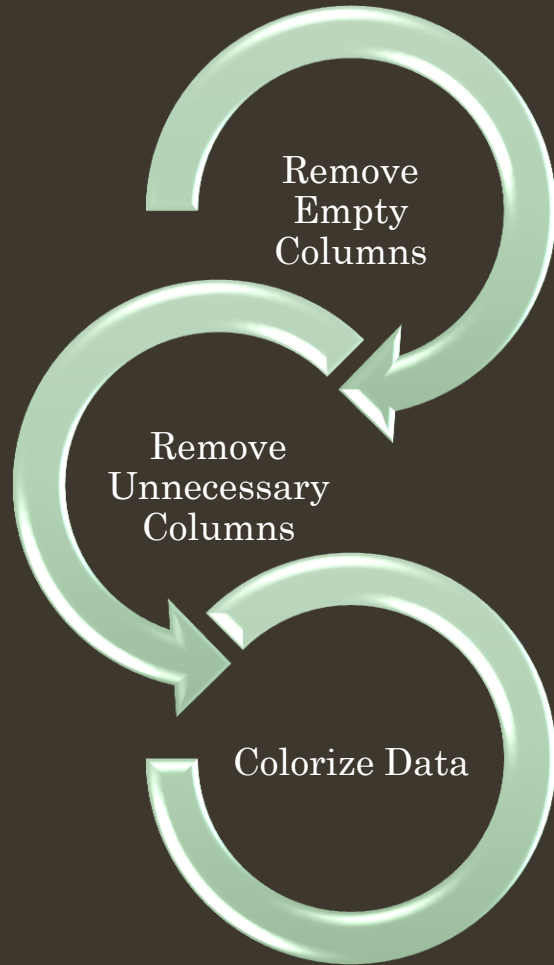 Remove
Empty
Columns
Remove
Unnecessary
Columns
Colorize Data